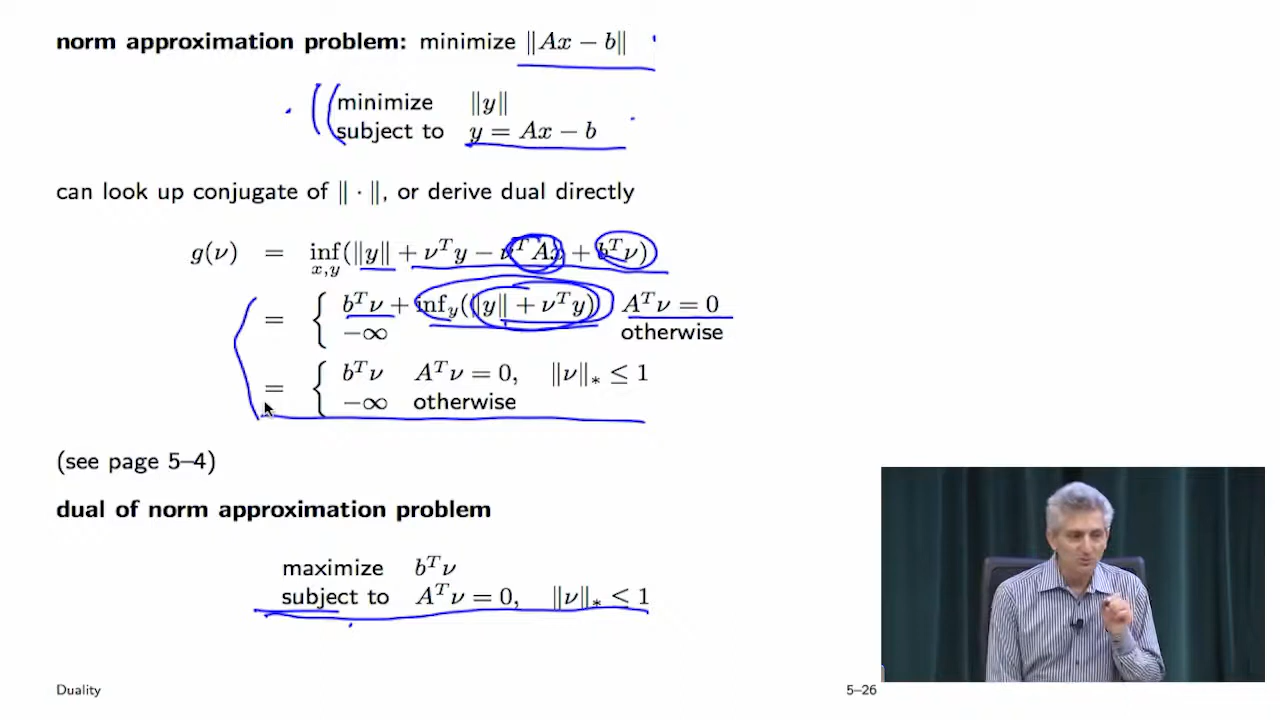 norm approximation problem: minimize ‖Ax − b‖
minimize ‖y‖
subject to y = Ax − b
can look up conjugate of ‖ · ‖, or derive dual directly
g(ν) = inf_{x,y}(‖y‖ + ν^T y − ν^T Ax + b^T ν)
= { b^T ν + inf_y(‖y‖ + ν^T y) A^T ν = 0
−∞ otherwise
= { b^T ν A^T ν = 0, ‖ν‖_* ≤ 1
−∞ otherwise
(see page 5–4)
dual of norm approximation problem
maximize b^T ν
subject to A^T ν = 0, ‖ν‖_* ≤ 1
Duality 5–26